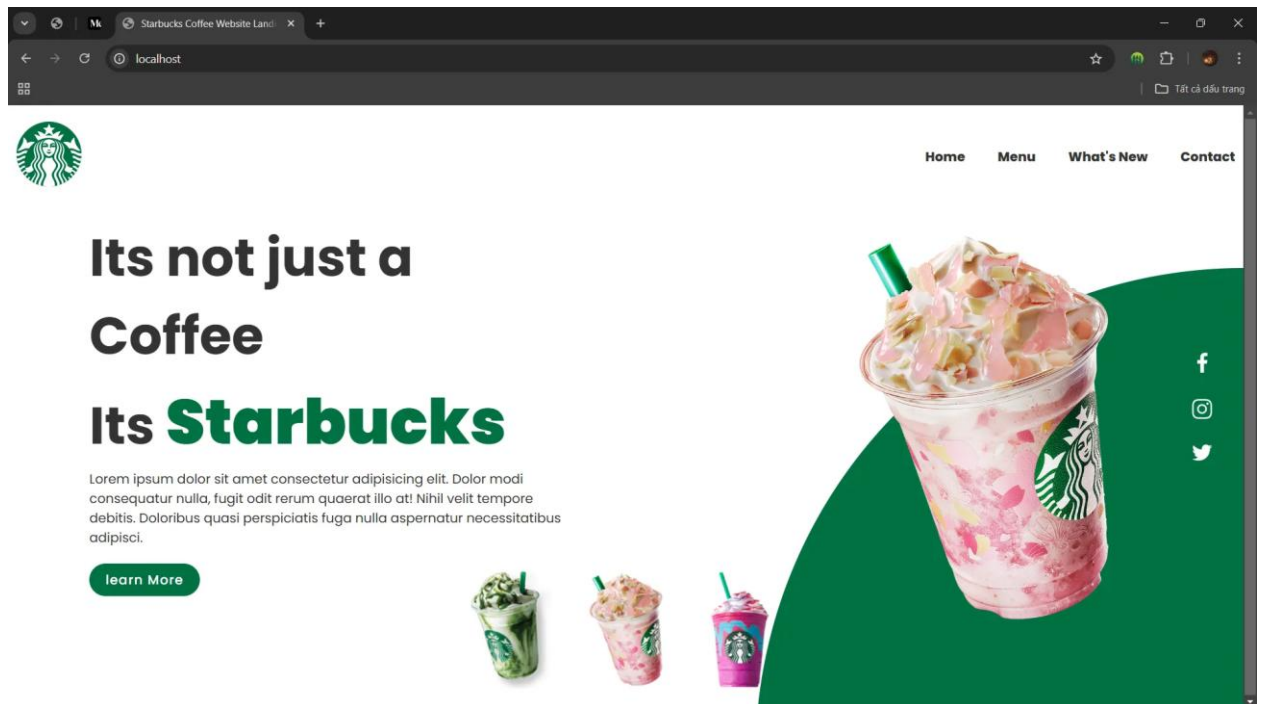 Mk
Starbucks Coffee Website Land
localhost
Tất cả dấu trang
Home Menu What's New Contact
Its not just a
Coffee
Its Starbucks
Lorem ipsum dolor sit amet consectetur adipisicing elit. Dolor modi
consequatur nulla, fugit odit rerum quaerat illo at! Nihil velit tempore
debitis. Doloribus quasi perspiciatis fuga nulla aspernatur necessitatibus
adipisci.
learn More